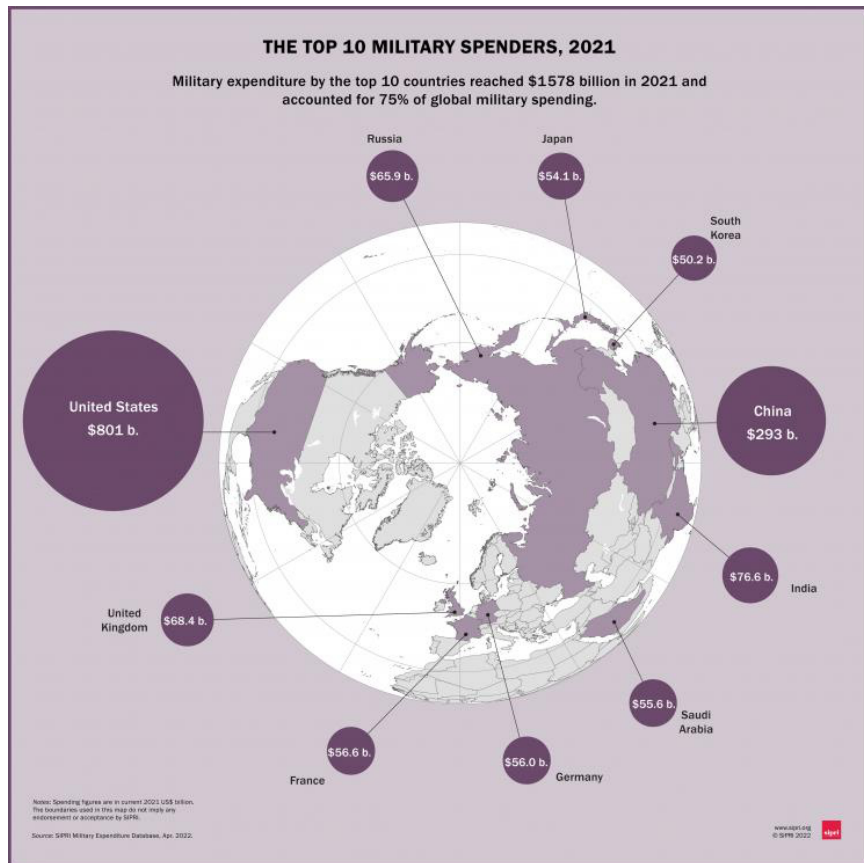 THE TOP 10 MILITARY SPENDERS, 2021
Military expenditure by the top 10 countries reached $1578 billion in 2021 and
accounted for 75% of global military spending.
Russia
$65.9 b.
Japan
$54.1 b.
South
Korea
$50.2 b.
United States
$801 b.
China
$293 b.
$76.6 b.
India
United
Kingdom
$68.4 b.
$55.6 b.
Saudi
Arabia
$56.6 b.
France
$56.0 b.
Germany
Notes: Spending figures are in current 2021 US$ billion.
The boundaries used in this map do not imply any
endorsement or acceptance by SIPRI.
Source: SIPRI Military Expenditure Database, Apr. 2022.
www.sipri.org
© SIPRI 2022
sipri